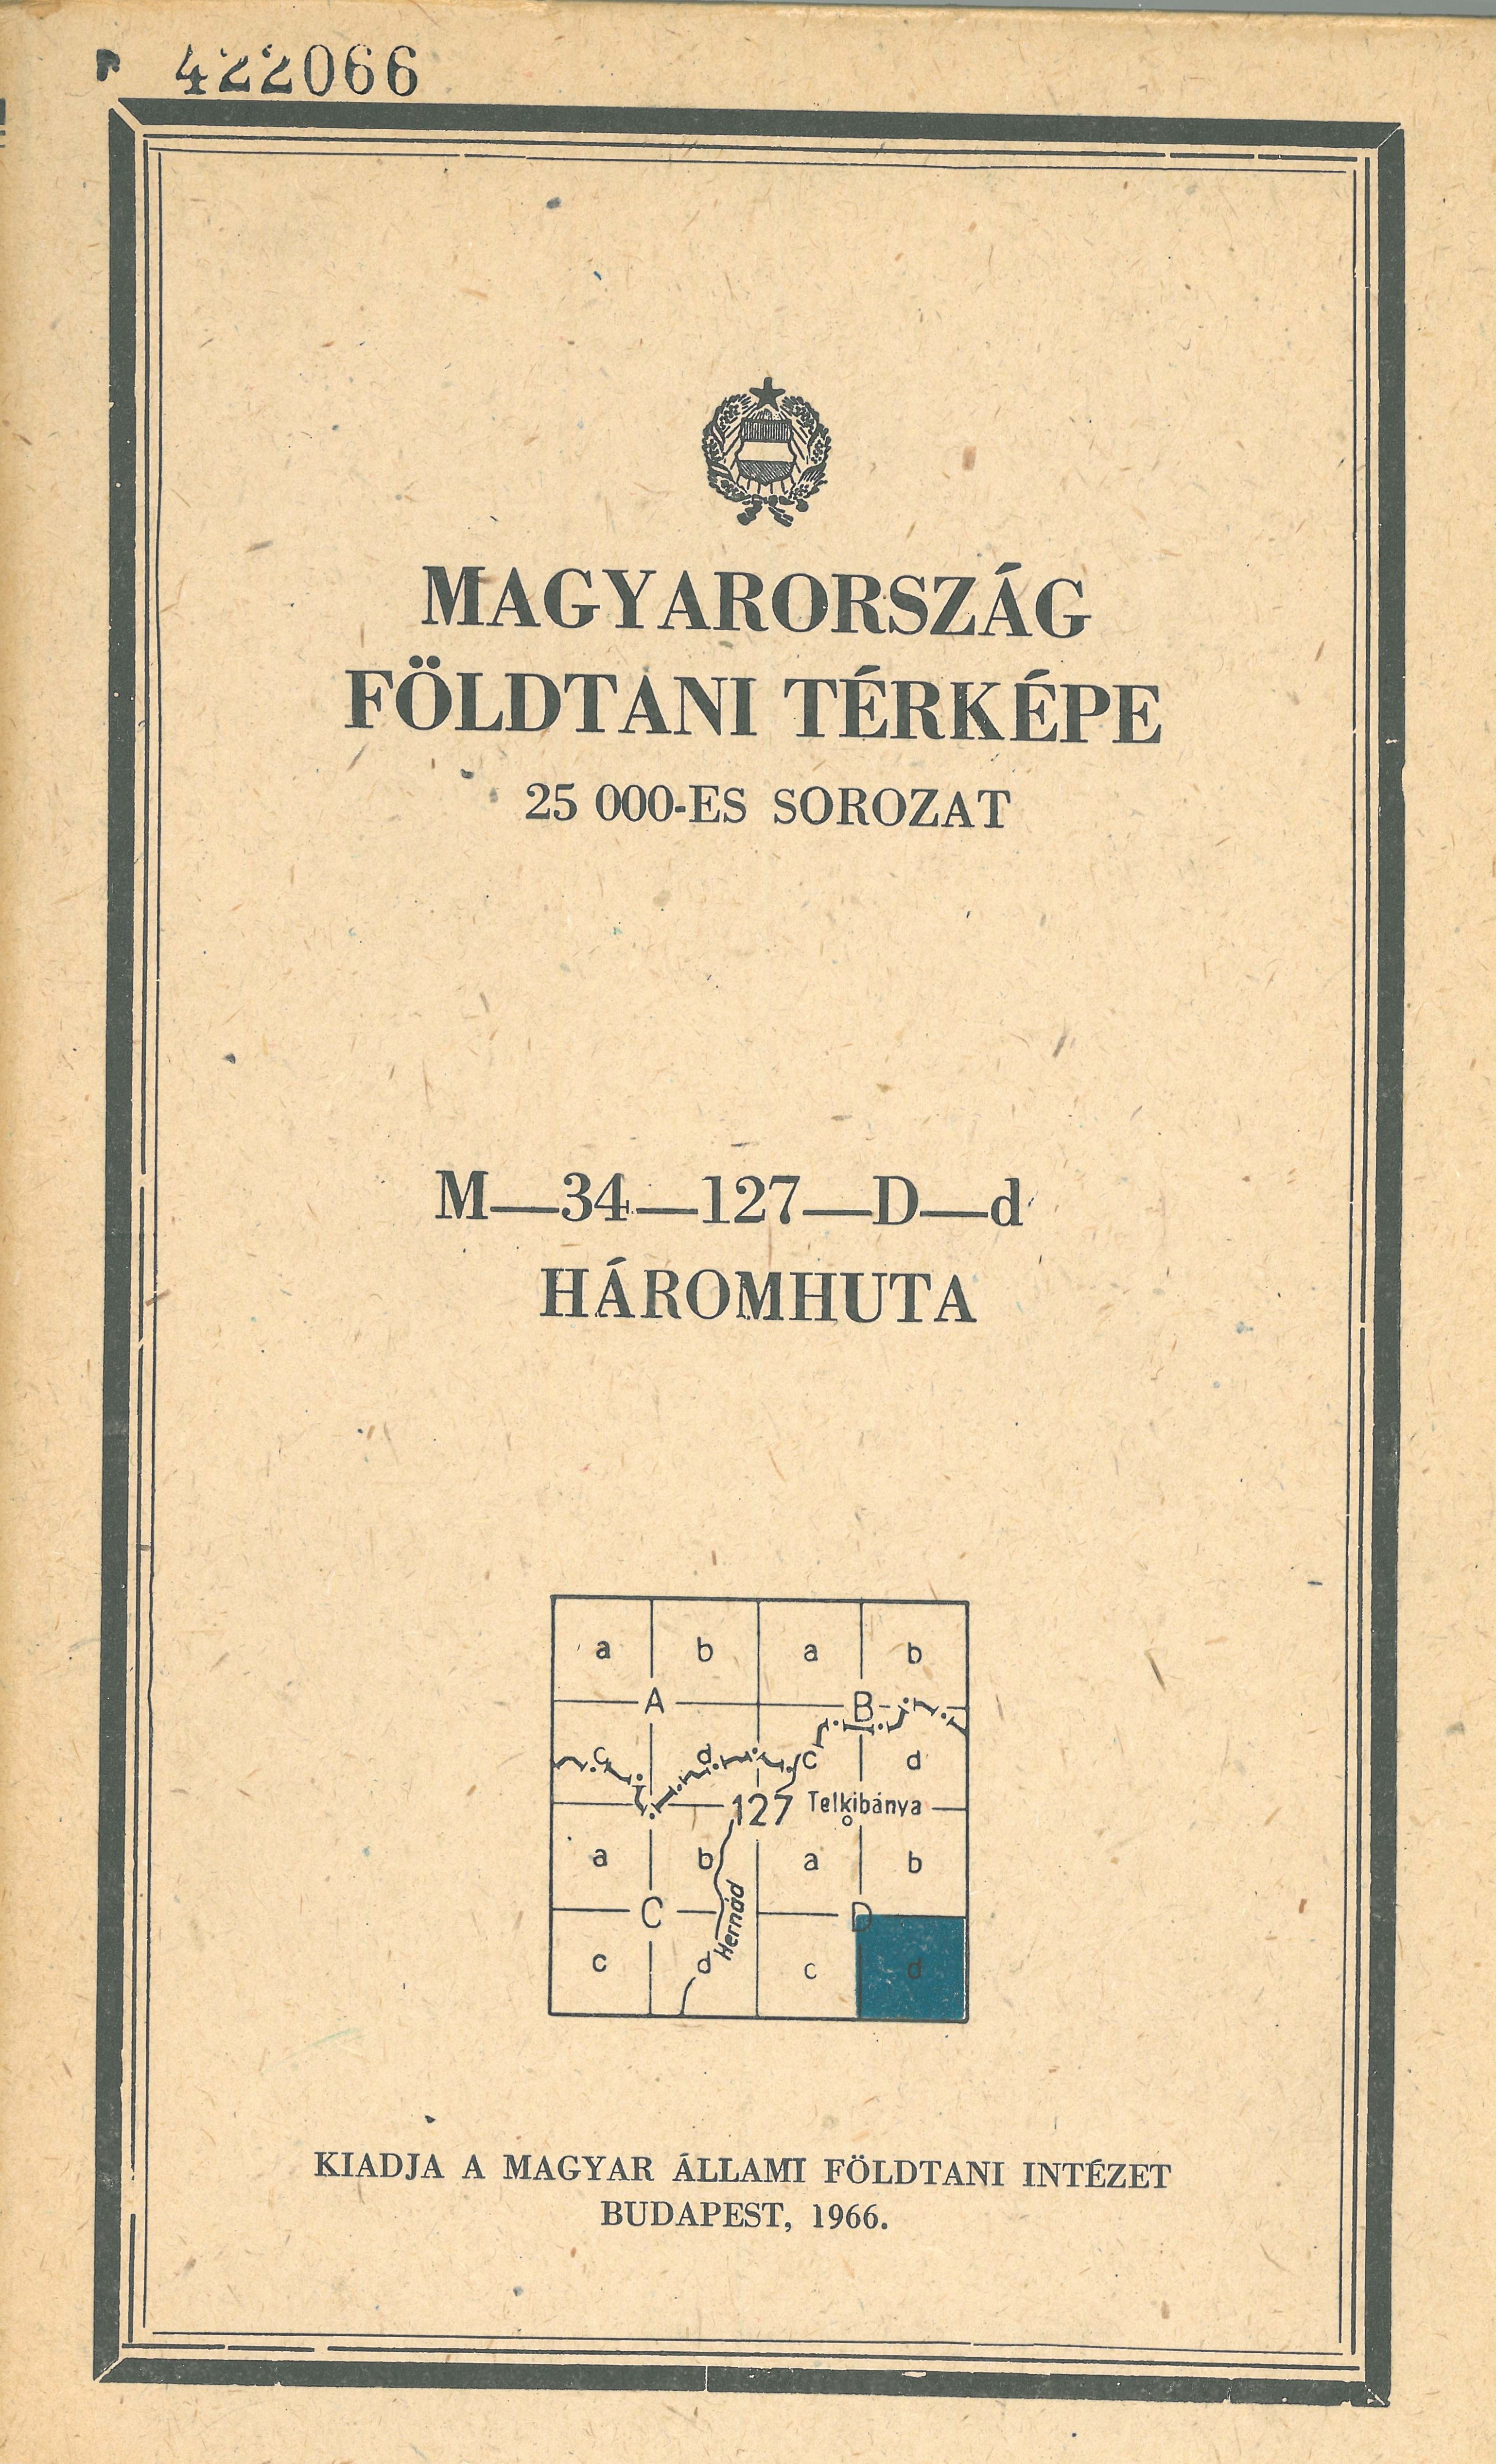 422066
MAGYARORSZÁG
FÖLDTANI TÉRKÉPE
25 000-ES SOROZAT
M—34—127—D—d
HÁROMHUTA
a b a b
A B
c d c d
127 Telkibánya
a b a b
C D
Hernád
c d c d
KIADJA A MAGYAR ÁLLAMI FÖLDTANI INTÉZET
BUDAPEST, 1966.